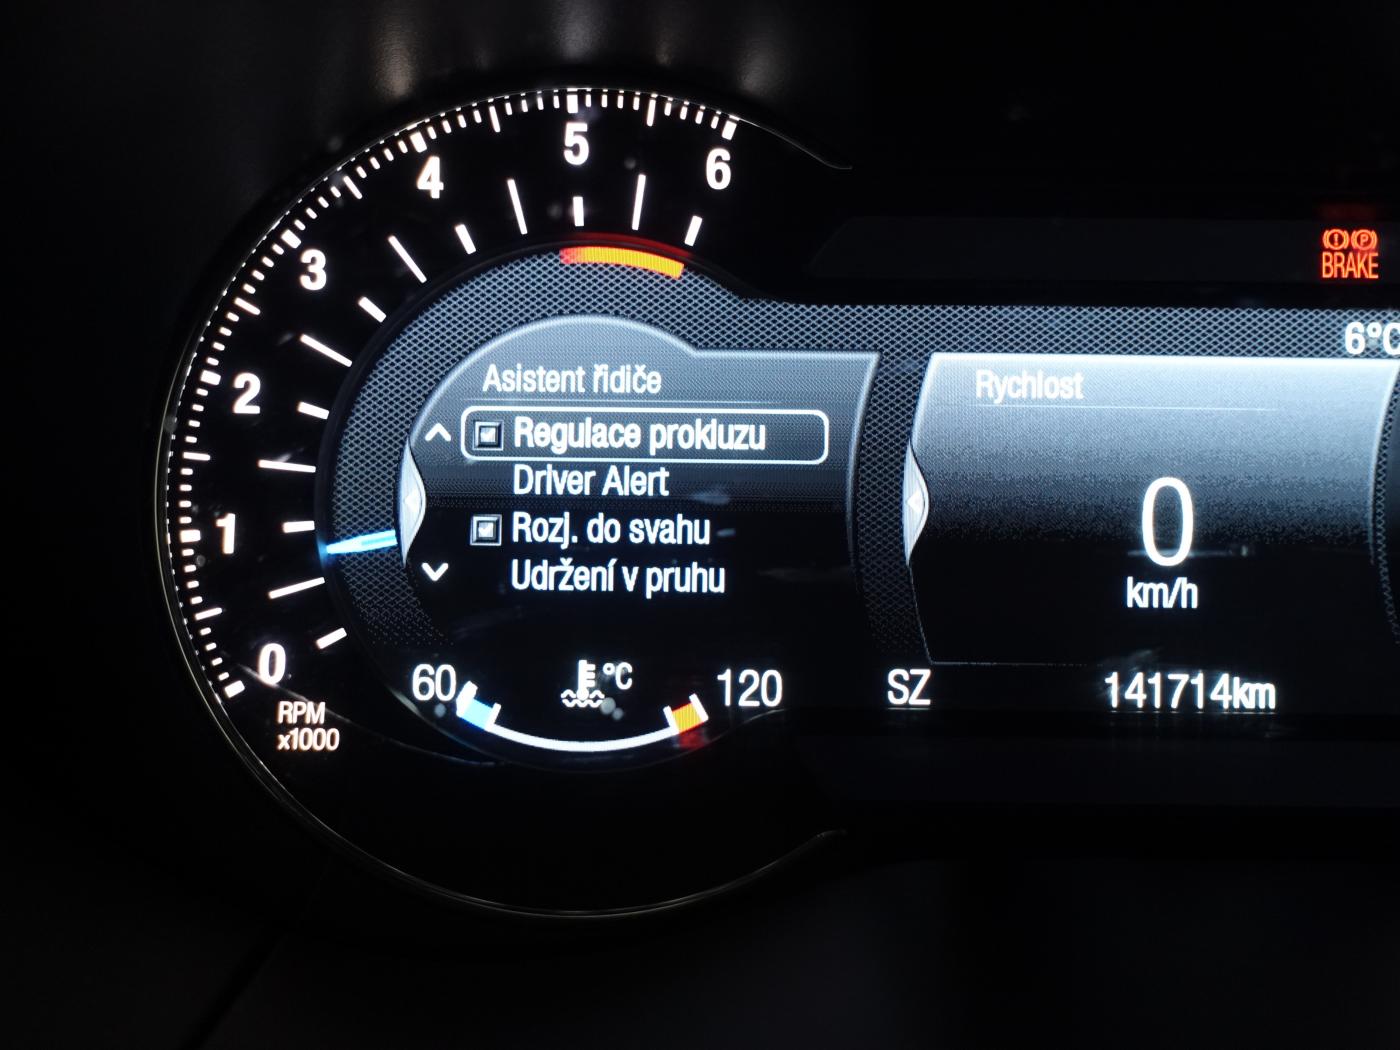 0
1
2
3
4
5
6
RPM
x1000
BRAKE
6°C
Asistent řidiče
Regulace prokluzu
Driver Alert
Rozj. do svahu
Udržení v pruhu
Rychlost
0
km/h
60
°C
120
SZ
141714km